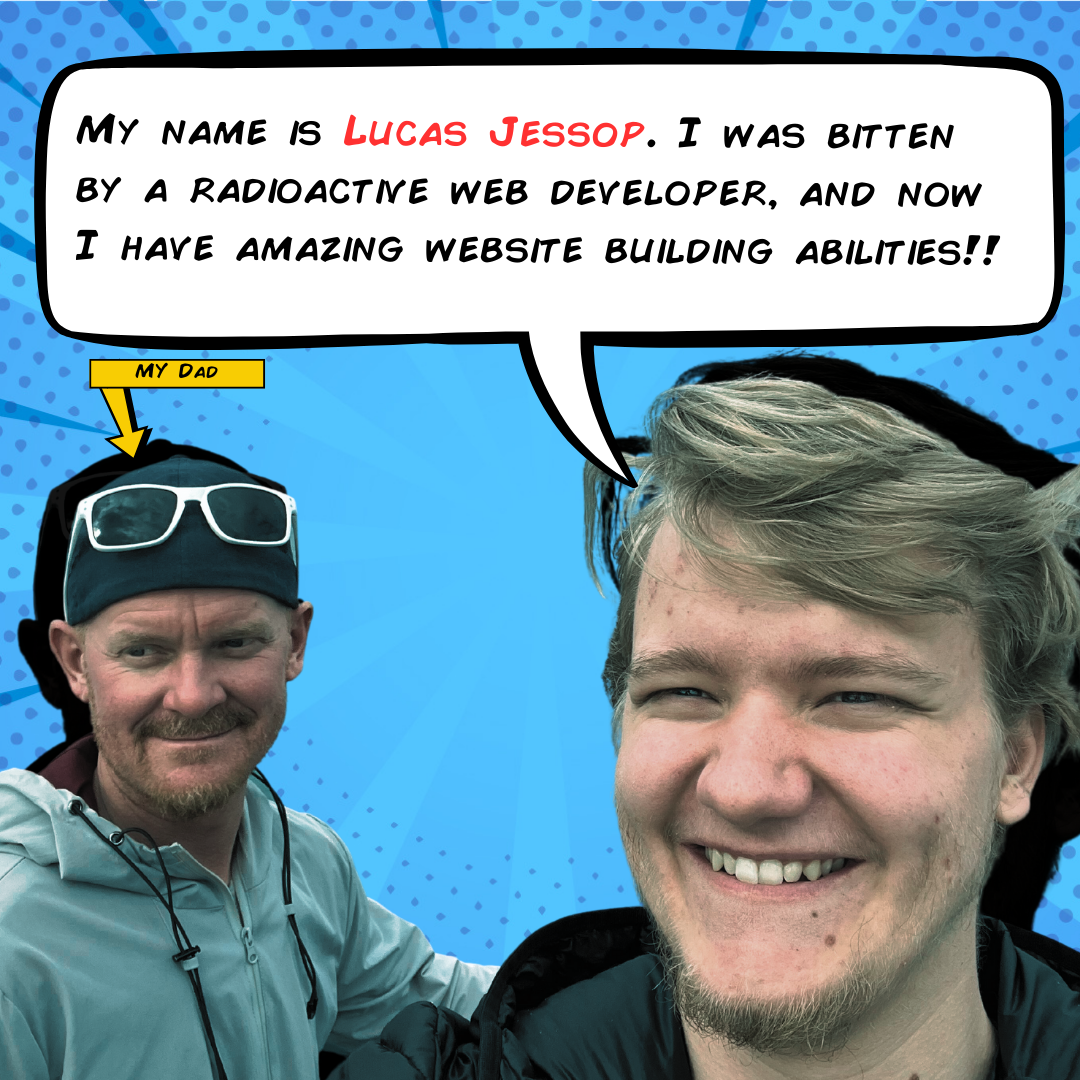 My name is Lucas Jessop. I was bitten
by a radioactive web developer, and now
I have amazing website building abilities!!
My Dad